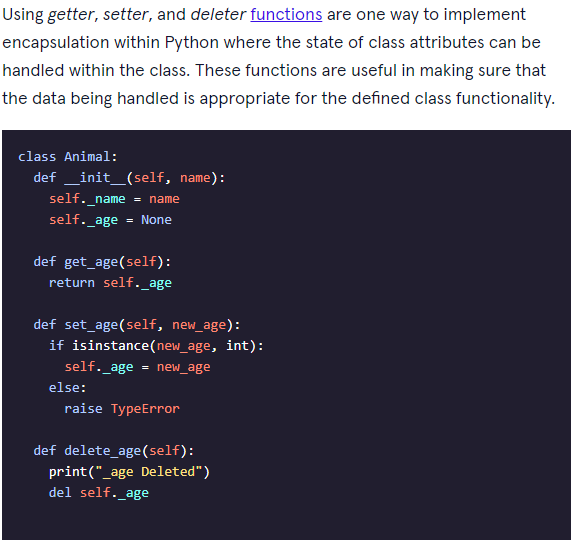 Using getter, setter, and deleter functions are one way to implement
encapsulation within Python where the state of class attributes can be
handled within the class. These functions are useful in making sure that
the data being handled is appropriate for the defined class functionality.
class Animal:
  def __init__(self, name):
    self._name = name
    self._age = None

  def get_age(self):
    return self._age

  def set_age(self, new_age):
    if isinstance(new_age, int):
      self._age = new_age
    else:
      raise TypeError

  def delete_age(self):
    print("_age Deleted")
    del self._age